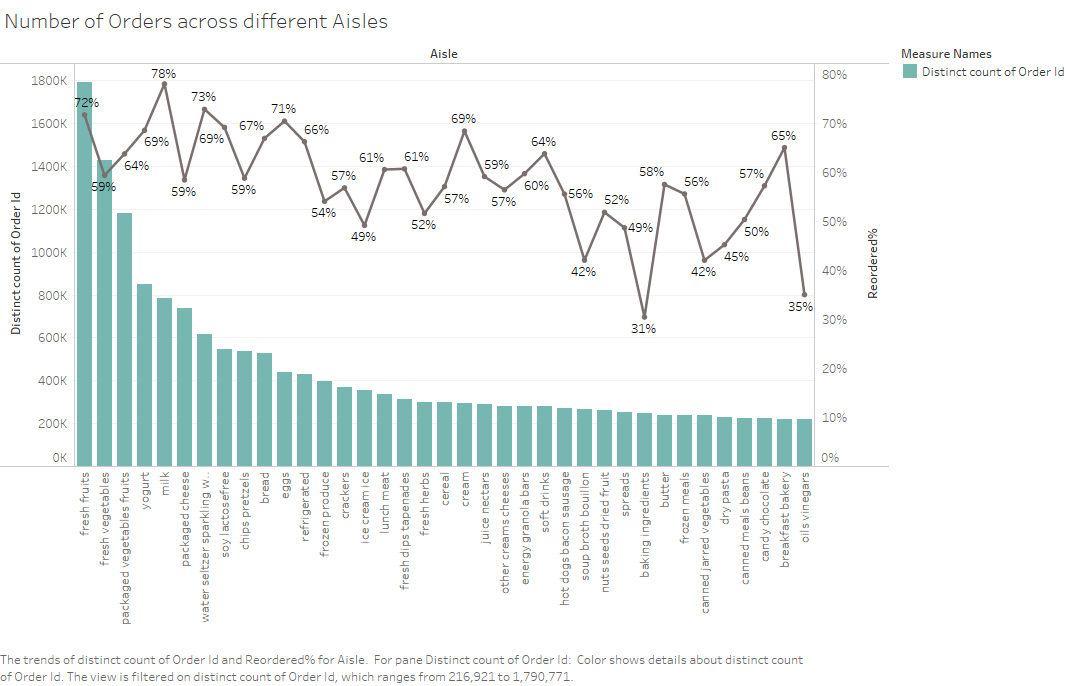 Number of Orders across different Aisles
Aisle
Measure Names
Distinct count of Order Id
1800K
1600K
1400K
1200K
1000K
800K
600K
400K
200K
0K
Distinct count of Order Id
80%
70%
60%
50%
40%
30%
20%
10%
0%
Reordered%
72%
59%
64%
69%
78%
59%
73%
69%
59%
67%
71%
66%
54%
57%
49%
61%
61%
52%
57%
69%
59%
57%
60%
64%
56%
42%
52%
49%
31%
58%
56%
42%
45%
50%
57%
65%
35%
fresh fruits
fresh vegetables
packaged vegetables fruits
yogurt
milk
packaged cheese
water seltzer sparkling w..
soy lactosefree
chips pretzels
bread
eggs
refrigerated
frozen produce
crackers
ice cream ice
lunch meat
fresh dips tapenades
fresh herbs
cereal
cream
juice nectars
other creams cheeses
energy granola bars
soft drinks
hot dogs bacon sausage
soup broth bouillon
nuts seeds dried fruit
spreads
baking ingredients
butter
frozen meals
canned jarred vegetables
dry pasta
canned meals beans
candy chocolate
breakfast bakery
oils vinegars
The trends of distinct count of Order Id and Reordered% for Aisle.  For pane Distinct count of Order Id:  Color shows details about distinct count
of Order Id. The view is filtered on distinct count of Order Id, which ranges from 216,921 to 1,790,771.